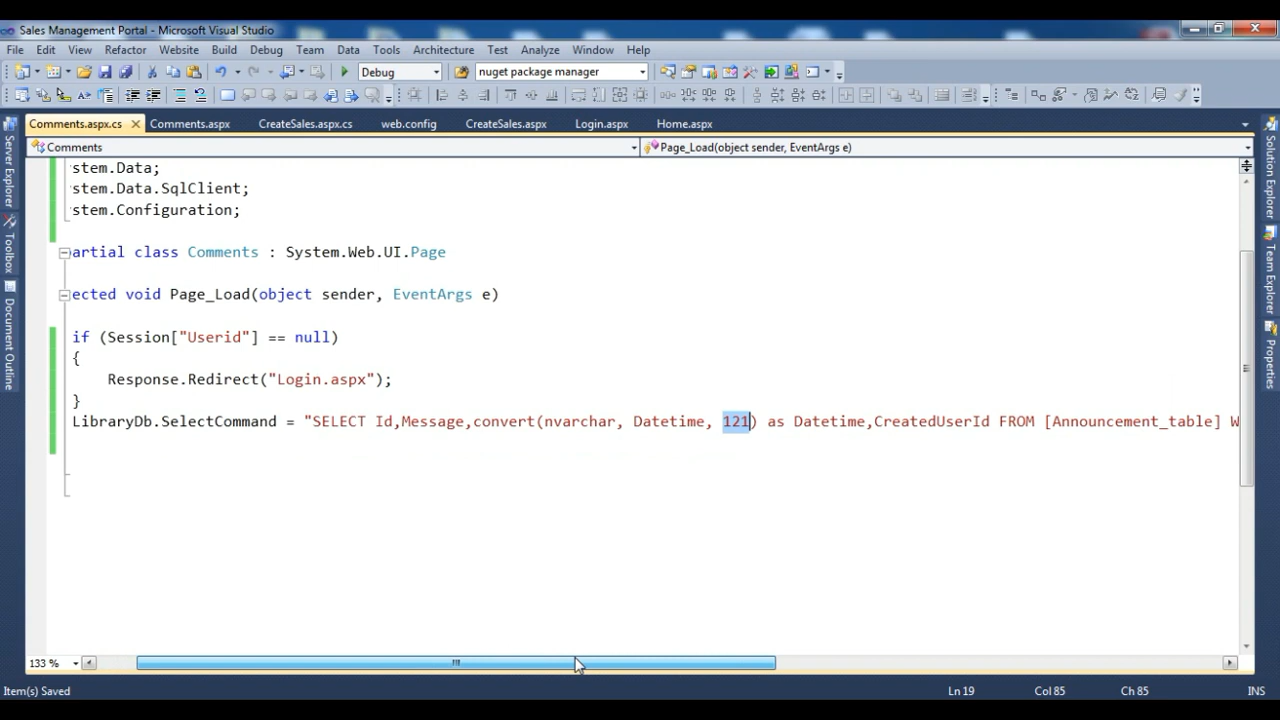 Sales Management Portal - Microsoft Visual Studio
File Edit View Refactor Website Build Debug Team Data Tools Architecture Test Analyze Window Help
Debug nuget package manager
Comments.aspx.cs Comments.aspx CreateSales.aspx.cs web.config CreateSales.aspx Login.aspx Home.aspx
Comments Page_Load(object sender, EventArgs e)
Server Explorer
Toolbox
Document Outline
stem.Data;
stem.Data.SqlClient;
stem.Configuration;
artial class Comments : System.Web.UI.Page
ected void Page_Load(object sender, EventArgs e)
if (Session["Userid"] == null)
{
Response.Redirect("Login.aspx");
}
LibraryDb.SelectCommand = "SELECT Id,Message,convert(nvarchar, Datetime, 121) as Datetime,CreatedUserId FROM [Announcement_table] W
Solution Explorer
Team Explorer
Properties
133 %
Item(s) Saved Ln 19 Col 85 Ch 85 INS